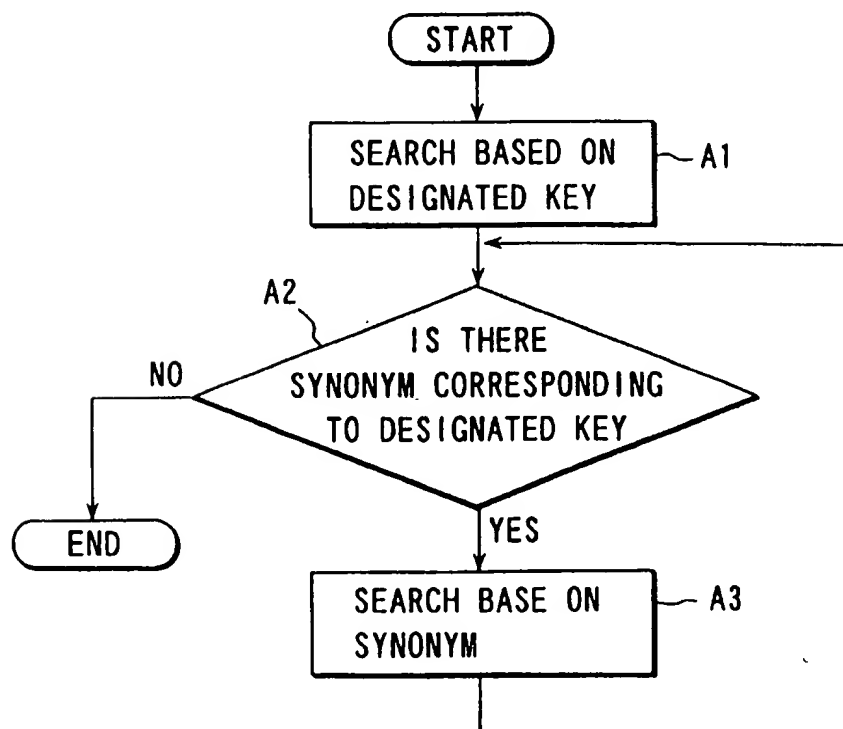 START
SEARCH BASED ON
DESIGNATED KEY
A1
A2
IS THERE
SYNONYM CORRESPONDING
TO DESIGNATED KEY
NO
END
YES
SEARCH BASE ON
SYNONYM
A3